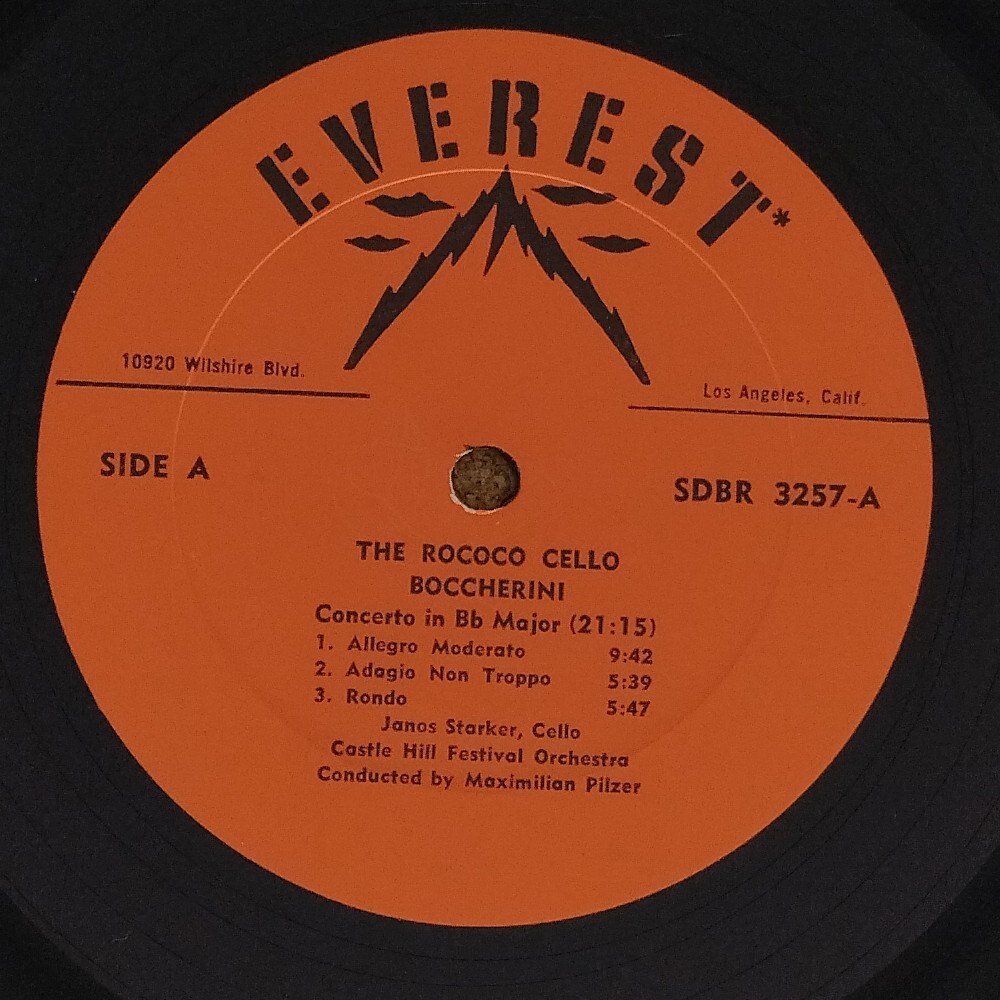 EVEREST*
10920 Wilshire Blvd.
Los Angeles, Calif.
SIDE A
SDBR 3257-A
THE ROCOCO CELLO
BOCCHERINI
Concerto in Bb Major (21:15)
1. Allegro Moderato 9:42
2. Adagio Non Troppo 5:39
3. Rondo 5:47
Janos Starker, Cello
Castle Hill Festival Orchestra
Conducted by Maximilian Pilzer